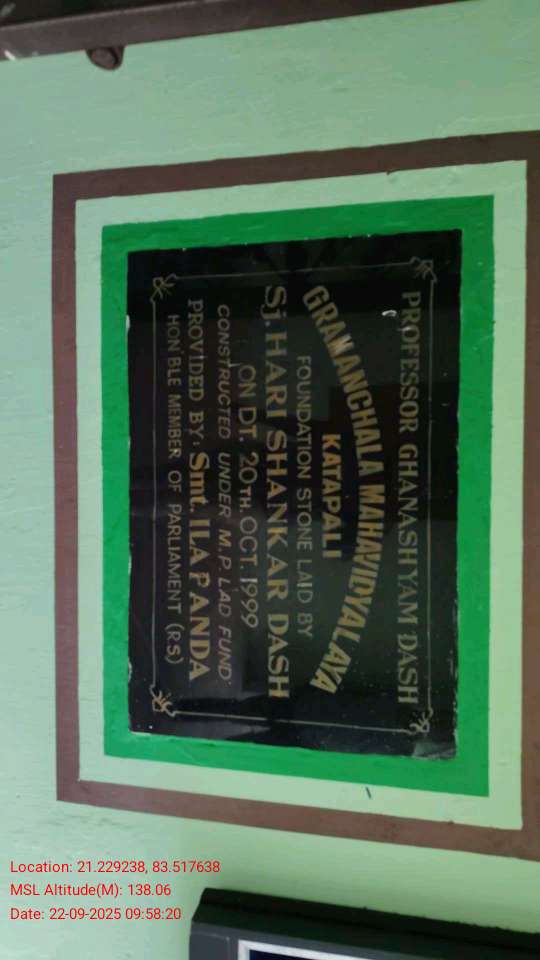 PROFESSOR GHANASHYAM DASH
GRAMANCHALA MAHAVIDYALAYA
KATAPALI
FOUNDATION STONE LAID BY
Sj. HARI SHANKAR DASH
ON DT. 20TH. OCT. 1999
CONSTRUCTED UNDER M.P. LAD FUND
PROVIDED BY: Smt. ILA PANDA
HON'BLE MEMBER OF PARLIAMENT (RS)
Location: 21.229238, 83.517638
MSL Altitude(M): 138.06
Date: 22-09-2025 09:58:20